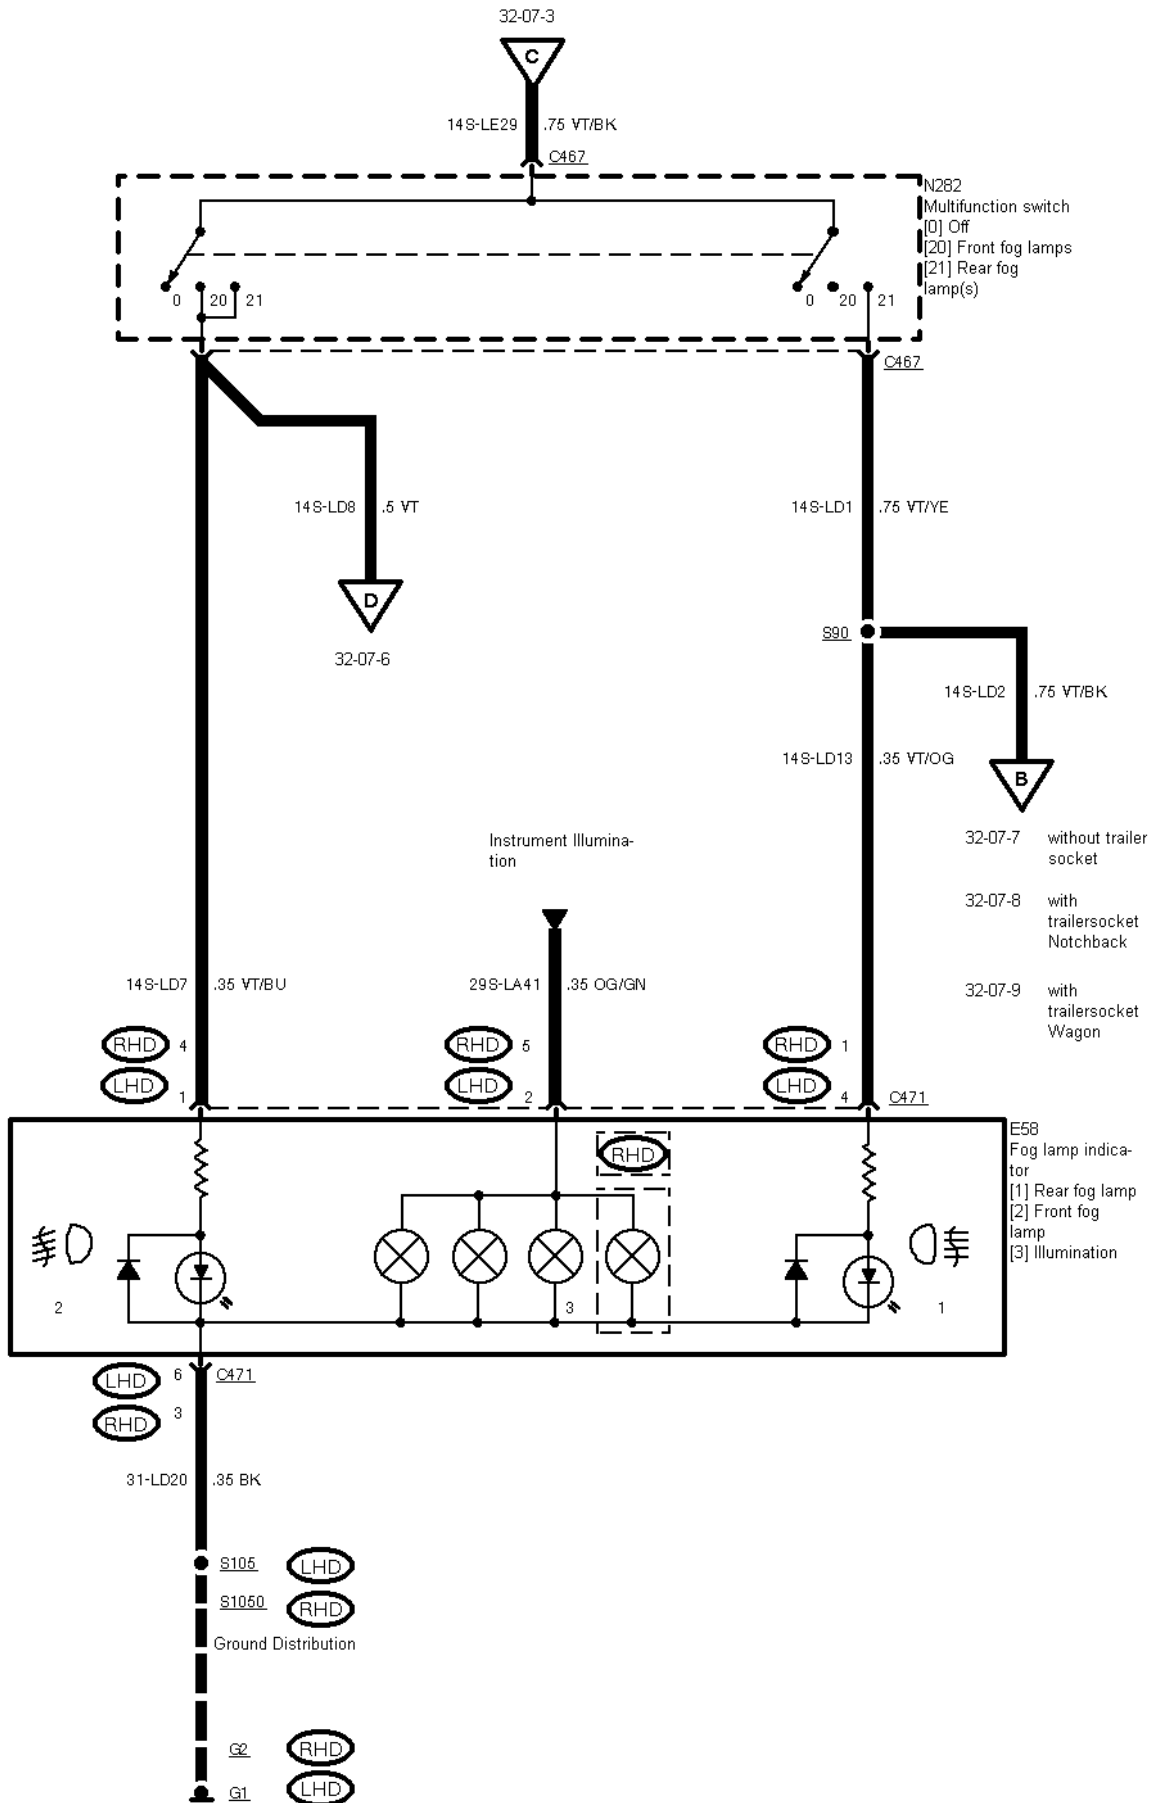 32-07-3
C
14S-LE29 .75 VT/BK
C467
N282
Multifunction switch
[0] Off
[20] Front fog lamps
[21] Rear fog
lamp(s)
0 20 21
0 20 21
C467
14S-LD8 .5 VT
14S-LD1 .75 VT/YE
D
32-07-6
S90
14S-LD2 .75 VT/BK
14S-LD13 .35 VT/OG
B
32-07-7 without trailer
socket
32-07-8 with
trailersocket
Notchback
32-07-9 with
trailersocket
Wagon
Instrument Illumina-
tion
14S-LD7 .35 VT/BU
29S-LA41 .35 OG/GN
RHD 4
LHD 1
RHD 5
LHD 2
RHD 1
LHD 4
C471
E58
Fog lamp indica-
tor
[1] Rear fog lamp
[2] Front fog
lamp
[3] Illumination
RHD
2
3
1
LHD 6 C471
RHD 3
31-LD20 .35 BK
S105 LHD
S1050 RHD
Ground Distribution
G2 RHD
G1 LHD